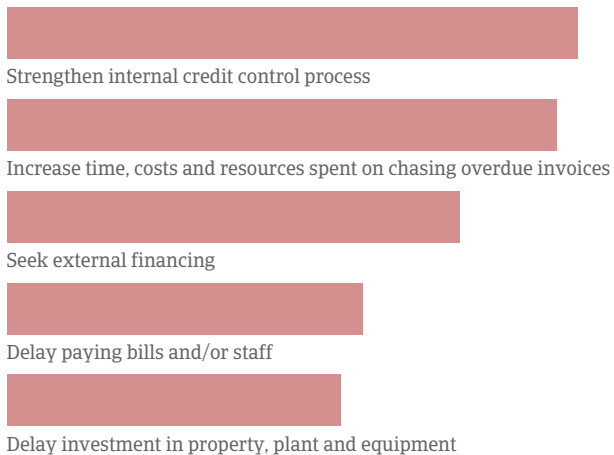 Strengthen internal credit control process
Increase time, costs and resources spent on chasing overdue invoices
Seek external financing
Delay paying bills and/or staff
Delay investment in property, plant and equipment